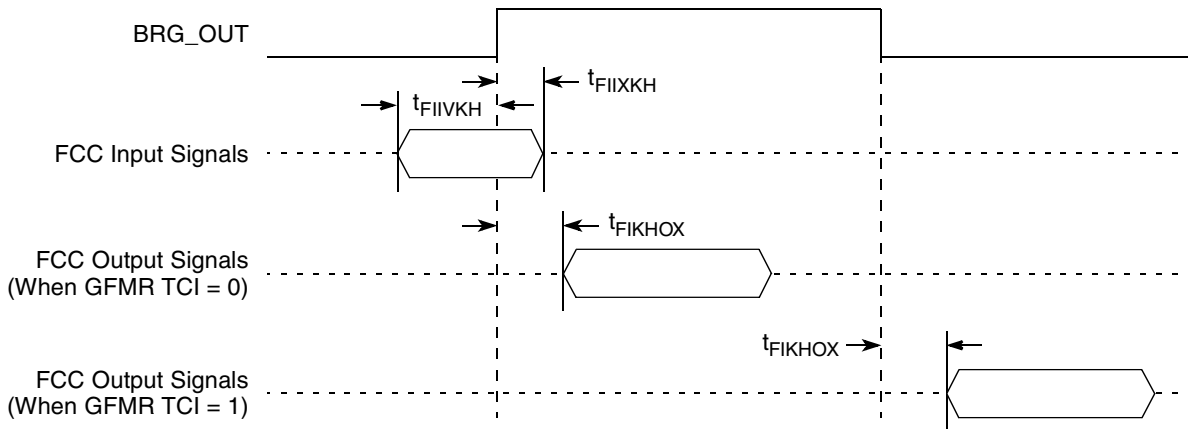 BRG_OUT
tFIIXKH
tFIIVKH
FCC Input Signals
tFIKHOX
FCC Output Signals
(When GFMR TCI = 0)
tFIKHOX
FCC Output Signals
(When GFMR TCI = 1)